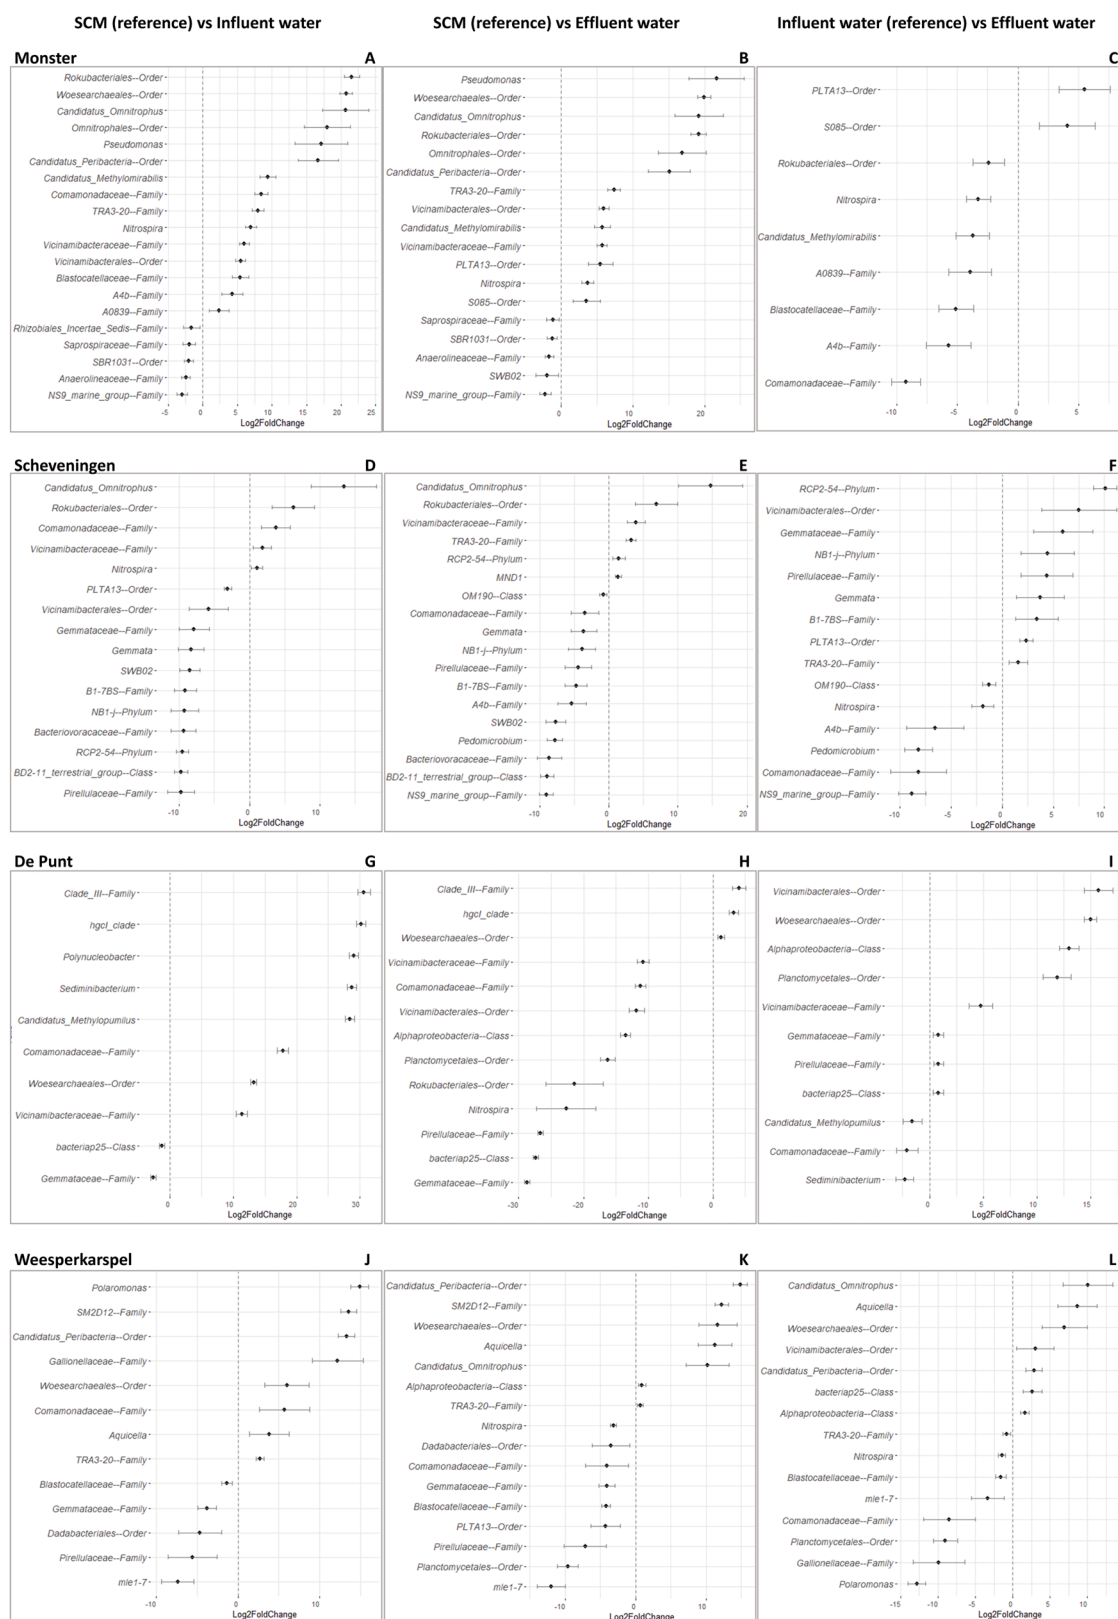 SCM (reference) vs Influent water
SCM (reference) vs Effluent water
Influent water (reference) vs Effluent water
Monster
A
Rokubacteriales--Order
Woesearchaeales--Order
Candidatus_Omnitrophus
Omnitrophales--Order
Pseudomonas
Candidatus_Peribacteria--Order
Candidatus_Methylomirabilis
Comamonadaceae--Family
TRA3-20--Family
Nitrospira
Vicinamibacteraceae--Family
Vicinamibacterales--Order
Blastocatellaceae--Family
A4b--Family
A0839--Family
Rhizobiales_Incertae_Sedis--Family
Saprospiraceae--Family
SBR1031--Order
Anaerolineaceae--Family
NS9_marine_group--Family
-5 0 5 10 15 20 25
Log2FoldChange
B
Pseudomonas
Woesearchaeales--Order
Candidatus_Omnitrophus
Rokubacteriales--Order
Omnitrophales--Order
Candidatus_Peribacteria--Order
TRA3-20--Family
Vicinamibacterales--Order
Candidatus_Methylomirabilis
Vicinamibacteraceae--Family
PLTA13--Order
Nitrospira
S085--Order
Saprospiraceae--Family
SBR1031--Order
Anaerolineaceae--Family
SWB02
NS9_marine_group--Family
0 10 20
Log2FoldChange
C
PLTA13--Order
S085--Order
Rokubacteriales--Order
Nitrospira
Candidatus_Methylomirabilis
A0839--Family
Blastocatellaceae--Family
A4b--Family
Comamonadaceae--Family
-10 -5 0 5
Log2FoldChange
Scheveningen
D
Candidatus_Omnitrophus
Rokubacteriales--Order
Comamonadaceae--Family
Vicinamibacteraceae--Family
Nitrospira
PLTA13--Order
Vicinamibacterales--Order
Gemmataceae--Family
Gemmata
SWB02
B1-7BS--Family
NB1-j--Phylum
Bacteriovoracaceae--Family
RCP2-54--Phylum
BD2-11_terrestrial_group--Class
Pirellulaceae--Family
-10 0 10
Log2FoldChange
E
Candidatus_Omnitrophus
Rokubacteriales--Order
Vicinamibacteraceae--Family
TRA3-20--Family
RCP2-54--Phylum
MND1
OM190--Class
Comamonadaceae--Family
Gemmata
NB1-j--Phylum
Pirellulaceae--Family
B1-7BS--Family
A4b--Family
SWB02
Pedomicrobium
Bacteriovoracaceae--Family
BD2-11_terrestrial_group--Class
NS9_marine_group--Family
-10 0 10 20
Log2FoldChange
F
RCP2-54--Phylum
Vicinamibacterales--Order
Gemmataceae--Family
NB1-j--Phylum
Pirellulaceae--Family
Gemmata
B1-7BS--Family
PLTA13--Order
TRA3-20--Family
OM190--Class
Nitrospira
A4b--Family
Pedomicrobium
Comamonadaceae--Family
NS9_marine_group--Family
-10 -5 0 5 10
Log2FoldChange
De Punt
G
Clade_III--Family
hgcI_clade
Polynucleobacter
Sediminibacterium
Candidatus_Methylopumilus
Comamonadaceae--Family
Woesearchaeales--Order
Vicinamibacteraceae--Family
bacteriap25--Class
Gemmataceae--Family
0 10 20 30
Log2FoldChange
H
Clade_III--Family
hgcI_clade
Woesearchaeales--Order
Vicinamibacteraceae--Family
Comamonadaceae--Family
Vicinamibacterales--Order
Alphaproteobacteria--Class
Planctomycetales--Order
Rokubacteriales--Order
Nitrospira
Pirellulaceae--Family
bacteriap25--Class
Gemmataceae--Family
-30 -20 -10 0
Log2FoldChange
I
Vicinamibacterales--Order
Woesearchaeales--Order
Alphaproteobacteria--Class
Planctomycetales--Order
Vicinamibacteraceae--Family
Gemmataceae--Family
Pirellulaceae--Family
bacteriap25--Class
Candidatus_Methylopumilus
Comamonadaceae--Family
Sediminibacterium
0 5 10 15
Log2FoldChange
Weesperkarspel
J
Polaromonas
SM2D12--Family
Candidatus_Peribacteria--Order
Gallionellaceae--Family
Woesearchaeales--Order
Comamonadaceae--Family
Aquicella
TRA3-20--Family
Blastocatellaceae--Family
Gemmataceae--Family
Dadabacteriales--Order
Pirellulaceae--Family
mle1-7
-10 0 10
Log2FoldChange
K
Candidatus_Peribacteria--Order
SM2D12--Family
Woesearchaeales--Order
Aquicella
Candidatus_Omnitrophus
Alphaproteobacteria--Class
TRA3-20--Family
Nitrospira
Dadabacteriales--Order
Comamonadaceae--Family
Gemmataceae--Family
Blastocatellaceae--Family
PLTA13--Order
Pirellulaceae--Family
Planctomycetales--Order
mle1-7
-10 0 10
Log2FoldChange
L
Candidatus_Omnitrophus
Aquicella
Woesearchaeales--Order
Vicinamibacterales--Order
Candidatus_Peribacteria--Order
bacteriap25--Class
Alphaproteobacteria--Class
TRA3-20--Family
Nitrospira
Blastocatellaceae--Family
mle1-7
Comamonadaceae--Family
Planctomycetales--Order
Gallionellaceae--Family
Polaromonas
-15 -10 -5 0 5 10
Log2FoldChange